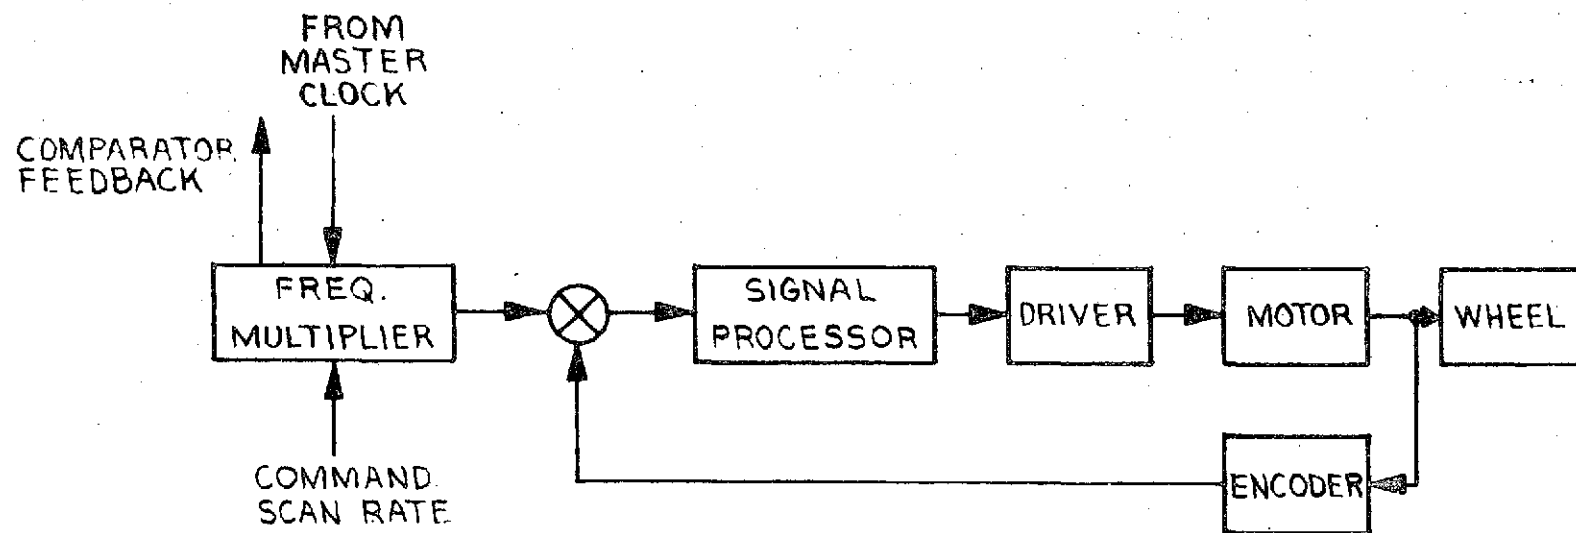 FROM
MASTER
CLOCK
COMPARATOR
FEEDBACK
FREQ.
MULTIPLIER
SIGNAL
PROCESSOR
DRIVER
MOTOR
WHEEL
ENCODER
COMMAND
SCAN RATE